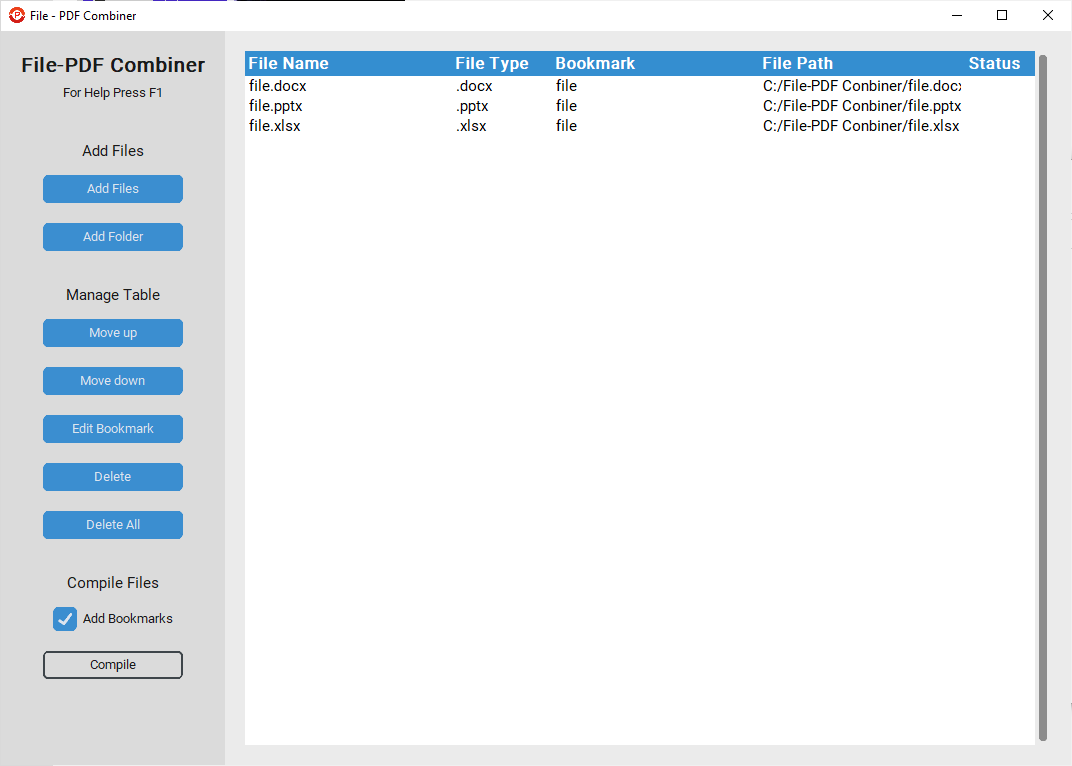 File - PDF Combiner
File-PDF Combiner
For Help Press F1
Add Files
Add Files
Add Folder
Manage Table
Move up
Move down
Edit Bookmark
Delete
Delete All
Compile Files
Add Bookmarks
Compile
File Name File Type Bookmark File Path Status
file.docx .docx file C:/File-PDF Conbiner/file.docx
file.pptx .pptx file C:/File-PDF Conbiner/file.pptx
file.xlsx .xlsx file C:/File-PDF Conbiner/file.xlsx